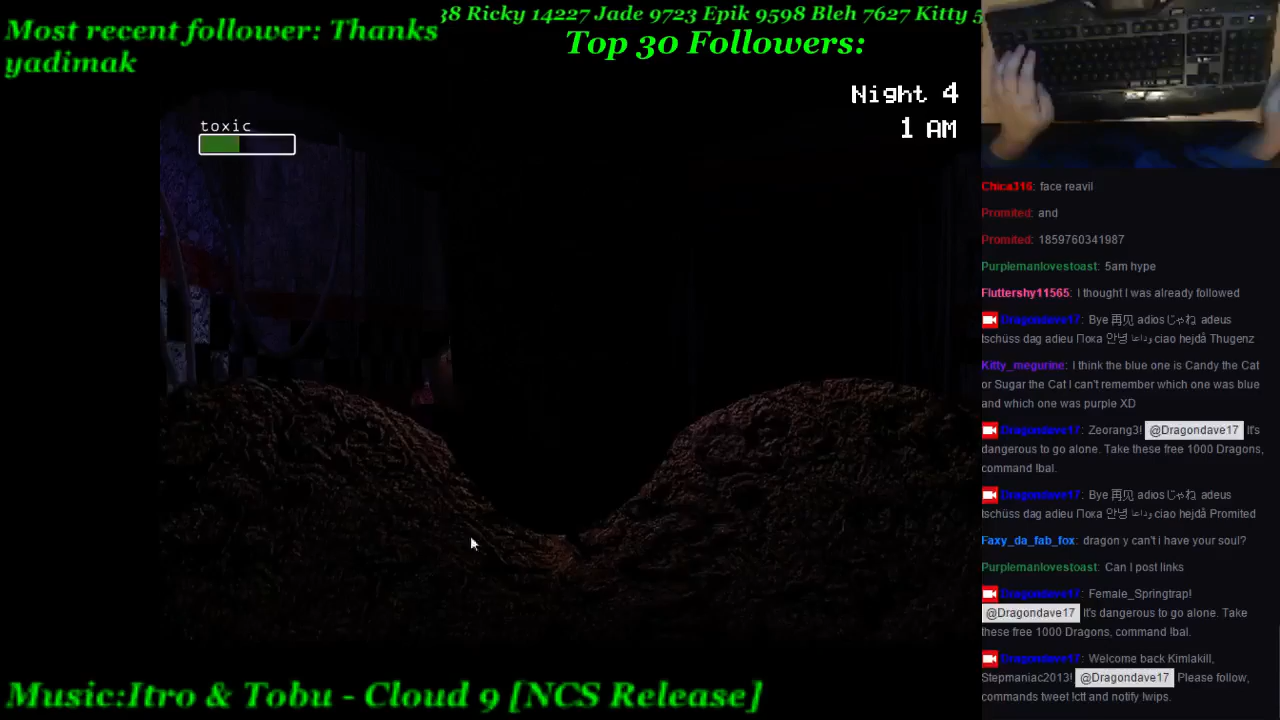 Most recent follower: Thanks
yadimak
38 Ricky 14227 Jade 9723 Epik 9598 Bleh 7627 Kitty 5
Top 30 Followers:
Night 4
1 AM
toxic
Chica316: face reavil
Promited: and
Promited: 1859760341987
Purplemanlovestoast: 5am hype
Fluttershy11565: I thought I was already followed
Dragondave17: Bye 再见 adios じゃね adeus
tschüss dag adieu Пока 안녕 وداعا ciao hejdå Thugenz
Kitty_megurine: I think the blue one is Candy the Cat
or Sugar the Cat I can't remember which one was blue
and which one was purple XD
Dragondave17: Zeorang3! @Dragondave17 It's
dangerous to go alone. Take these free 1000 Dragons,
command !bal.
Dragondave17: Bye 再见 adios じゃね adeus
tschüss dag adieu Пока 안녕 وداعا ciao hejdå Promited
Faxy_da_fab_fox: dragon y can't i have your soul?
Purplemanlovestoast: Can I post links
Dragondave17: Female_Springtrap!
@Dragondave17 It's dangerous to go alone. Take
these free 1000 Dragons, command !bal.
Dragondave17: Welcome back Kimlakill,
Stepmaniac2013! @Dragondave17 Please follow,
commands tweet !ctt and notify !wips.
Music:Itro & Tobu - Cloud 9 [NCS Release]